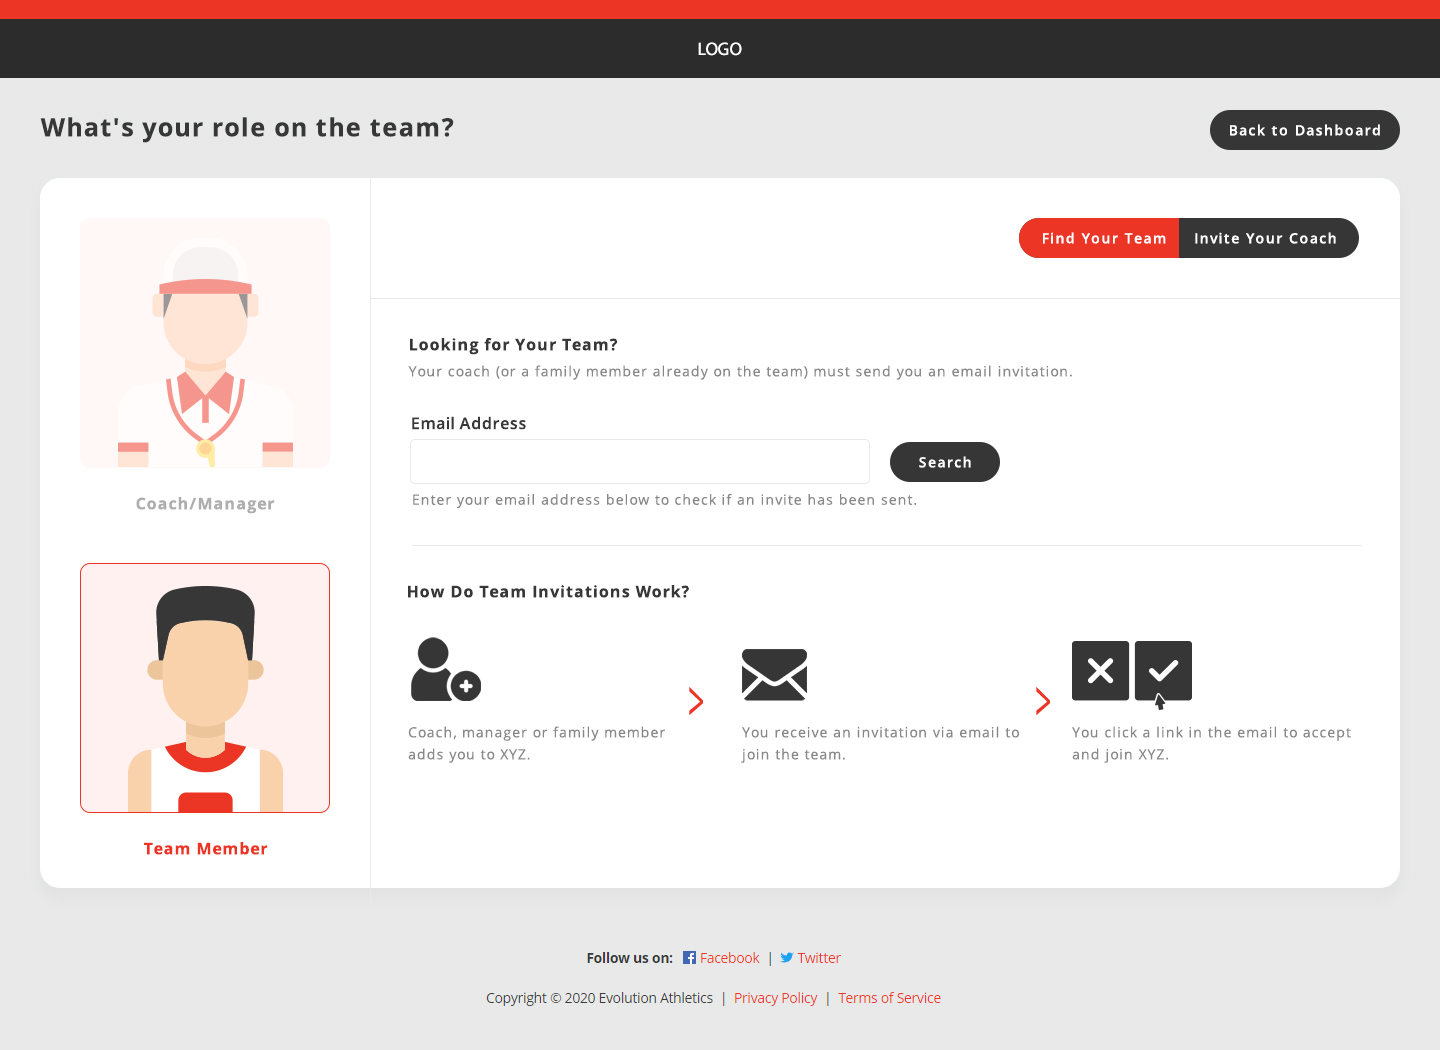 LOGO
What's your role on the team?
Back to Dashboard
Coach/Manager
Team Member
Find Your Team
Invite Your Coach
Looking for Your Team?
Your coach (or a family member already on the team) must send you an email invitation.
Email Address
Search
Enter your email address below to check if an invite has been sent.
How Do Team Invitations Work?
Coach, manager or family member
adds you to XYZ.
You receive an invitation via email to
join the team.
You click a link in the email to accept
and join XYZ.
Follow us on: Facebook | Twitter
Copyright © 2020 Evolution Athletics | Privacy Policy | Terms of Service